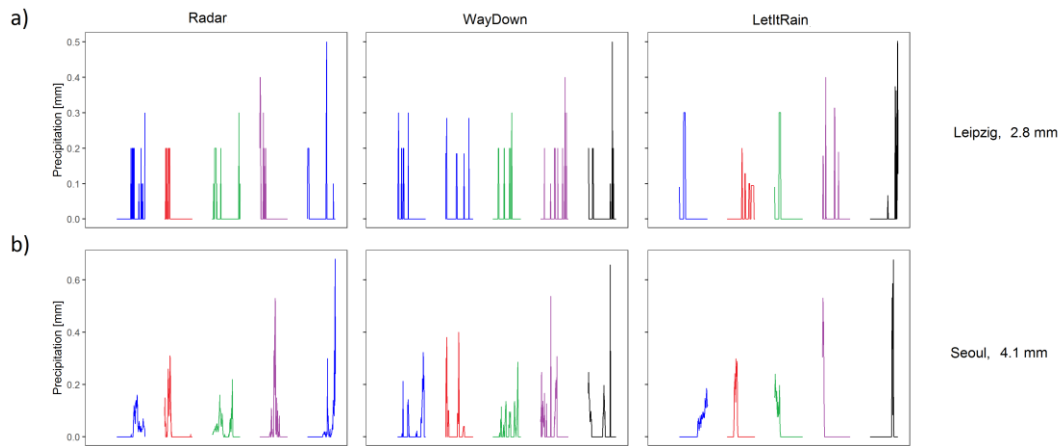 a)
Radar
WayDown
LetItRain
Precipitation [mm]
0.5
0.4
0.3
0.2
0.1
0.0
Leipzig, 2.8 mm
b)
Precipitation [mm]
0.6
0.4
0.2
0.0
Seoul, 4.1 mm